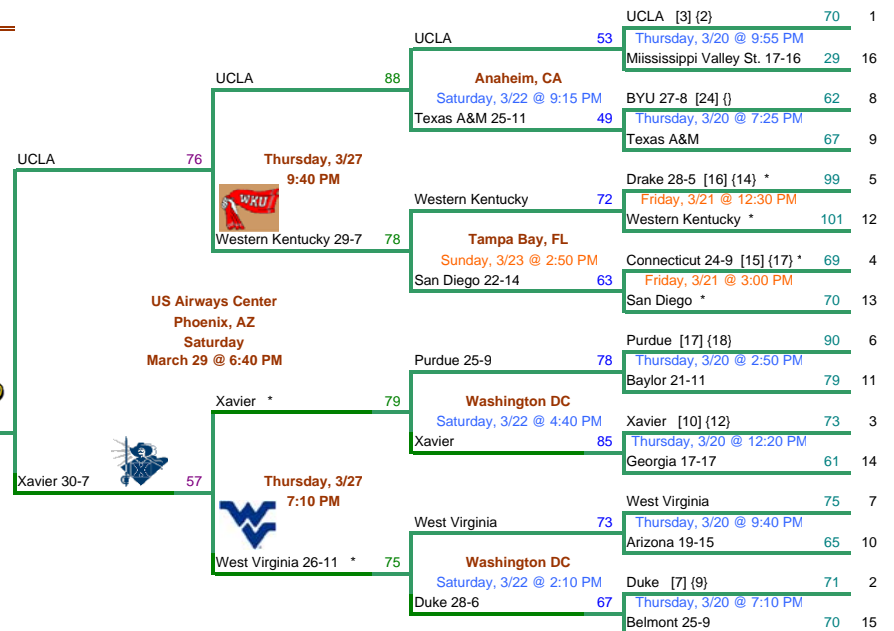 UCLA [3] {2} 70 1
UCLA 53 Thursday, 3/20 @ 9:55 PM
Miississippi Valley St. 17-16 29 16
UCLA 88 Anaheim, CA
Saturday, 3/22 @ 9:15 PM BYU 27-8 [24] {} 62 8
Texas A&M 25-11 49 Thursday, 3/20 @ 7:25 PM
Texas A&M 67 9
UCLA 76 Thursday, 3/27
9:40 PM Drake 28-5 [16] {14} * 99 5
WKU Western Kentucky 72 Friday, 3/21 @ 12:30 PM
Western Kentucky * 101 12
Western Kentucky 29-7 78 Tampa Bay, FL
Sunday, 3/23 @ 2:50 PM Connecticut 24-9 [15] {17} * 69 4
San Diego 22-14 63 Friday, 3/21 @ 3:00 PM
US Airways Center San Diego * 70 13
Phoenix, AZ
Saturday Purdue [17] {18} 90 6
March 29 @ 6:40 PM Purdue 25-9 78 Thursday, 3/20 @ 2:50 PM
Baylor 21-11 79 11
Xavier * 79 Washington DC
Saturday, 3/22 @ 4:40 PM Xavier [10] {12} 73 3
Xavier 85 Thursday, 3/20 @ 12:20 PM
Georgia 17-17 61 14
Xavier 30-7 57 Thursday, 3/27
7:10 PM West Virginia 75 7
WV West Virginia 73 Thursday, 3/20 @ 9:40 PM
Arizona 19-15 65 10
West Virginia 26-11 * 75 Washington DC
Saturday, 3/22 @ 2:10 PM Duke [7] {9} 71 2
Duke 28-6 67 Thursday, 3/20 @ 7:10 PM
Belmont 25-9 70 15